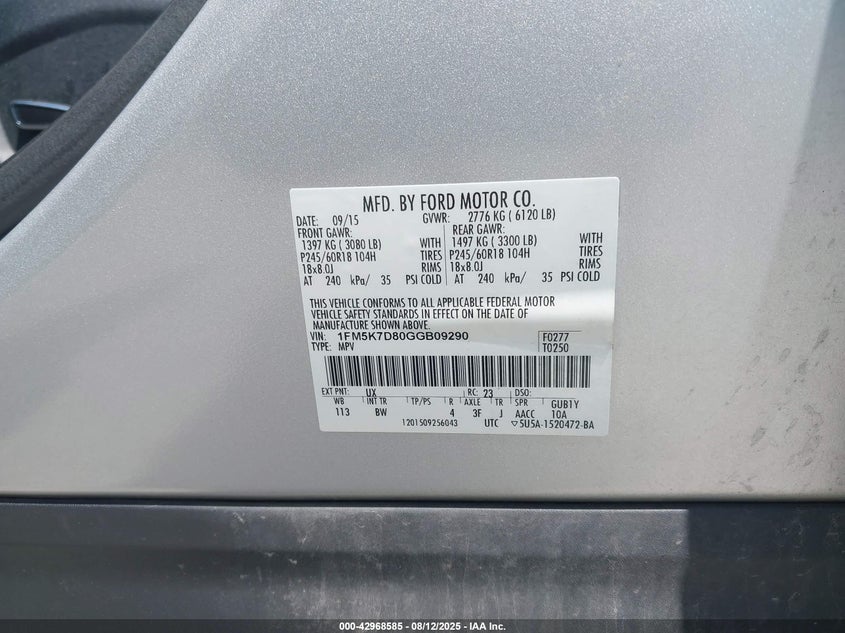 MFD. BY FORD MOTOR CO.
DATE: 09/15 GVWR: 2776 KG ( 6120 LB)
FRONT GAWR: REAR GAWR:
1397 KG ( 3080 LB) WITH 1497 KG ( 3300 LB) WITH
P245/60R18 104H TIRES P245/60R18 104H TIRES
18x8.0J RIMS 18x8.0J RIMS
AT 240 kPa/ 35 PSI COLD AT 240 kPa/ 35 PSI COLD
THIS VEHICLE CONFORMS TO ALL APPLICABLE FEDERAL MOTOR
VEHICLE SAFETY STANDARDS IN EFFECT ON THE DATE OF
MANUFACTURE SHOWN ABOVE.
VIN: 1FM5K7D80GGB09290 F0277
TYPE: MPV T0250
EXT PNT: UX RC: 23 DSO:
WB INT TR TP/PS R AXLE TR SPR GUB1Y
113 BW 4 3F J AACC 10A
1201509256043 UTC ▽5U5A-1520472-BA
000-42968585 - 08/12/2025 - IAA Inc.